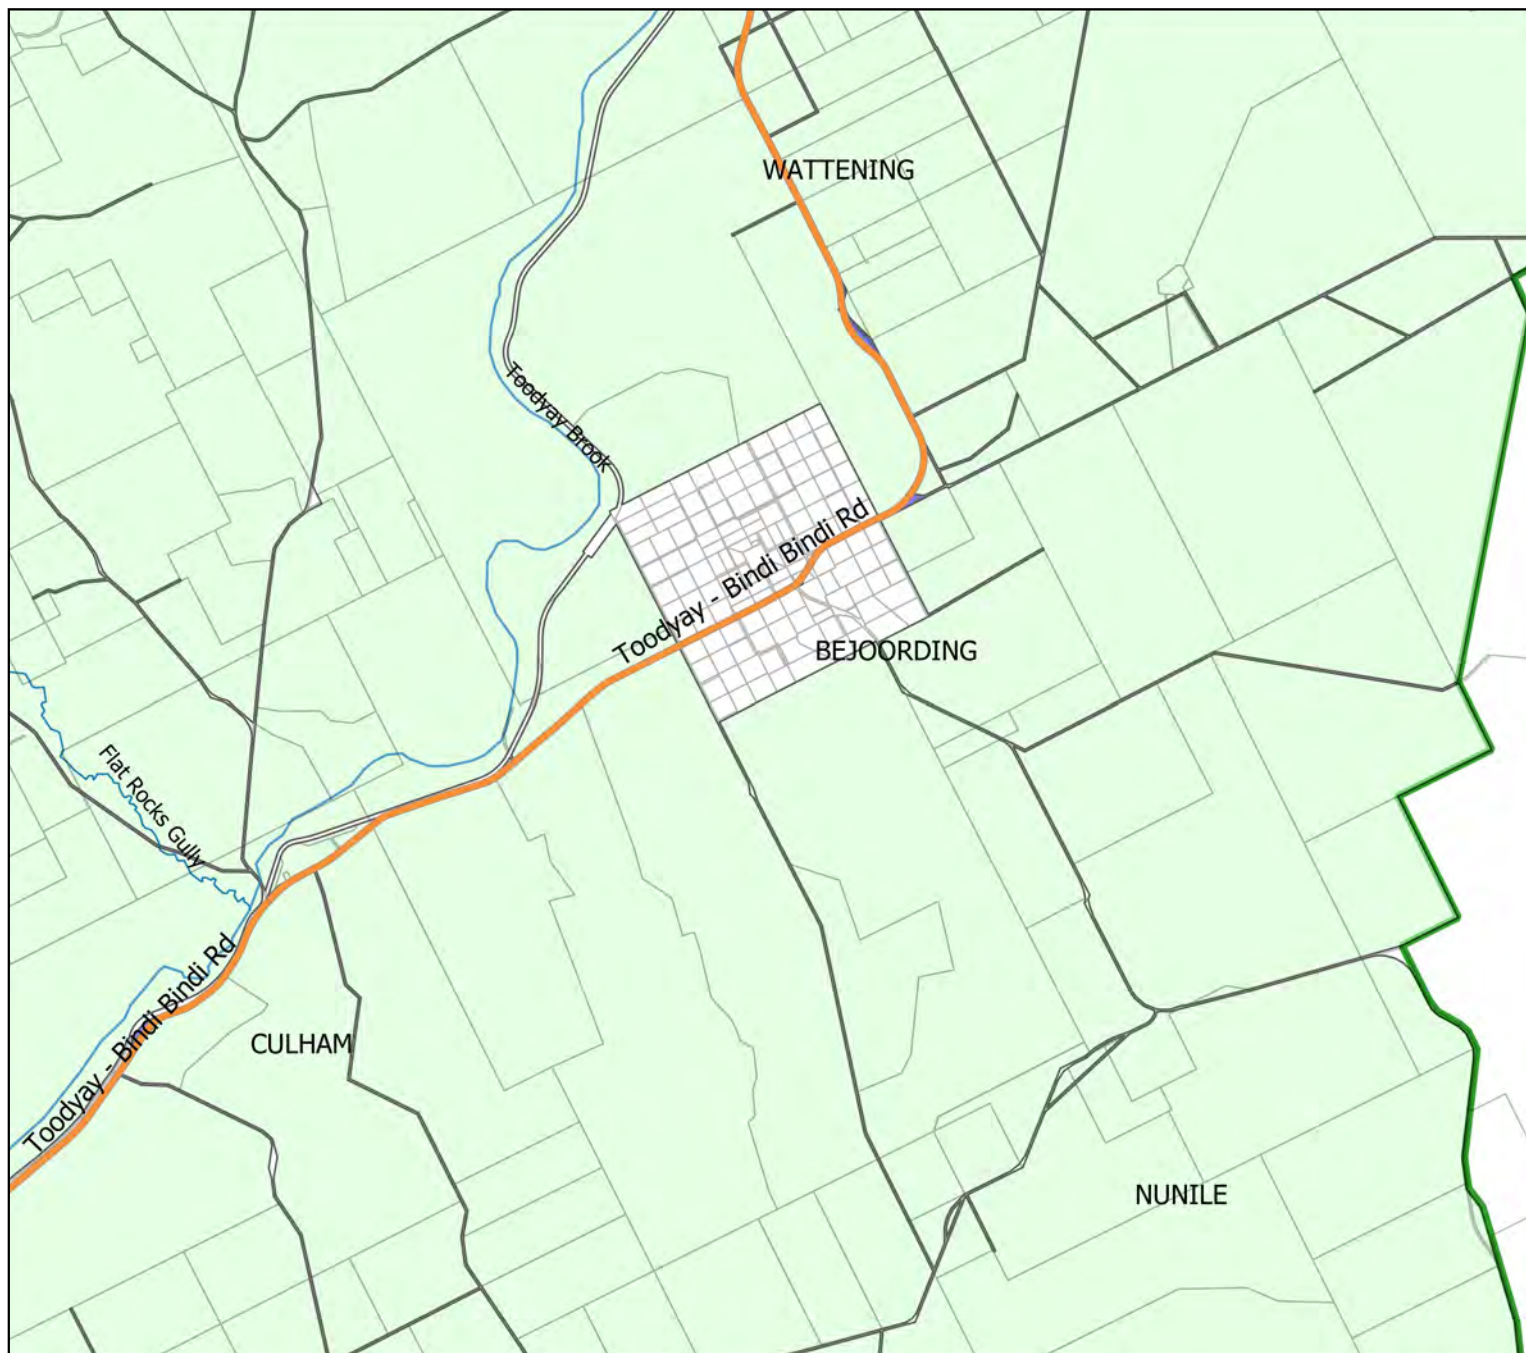 WATTENING
Toodyay Brook
Toodyay - Bindi Bindi Rd
BEJOORDING
Flat Rocks Gully
Toodyay - Bindi Bindi Rd
CULHAM
NUNILE